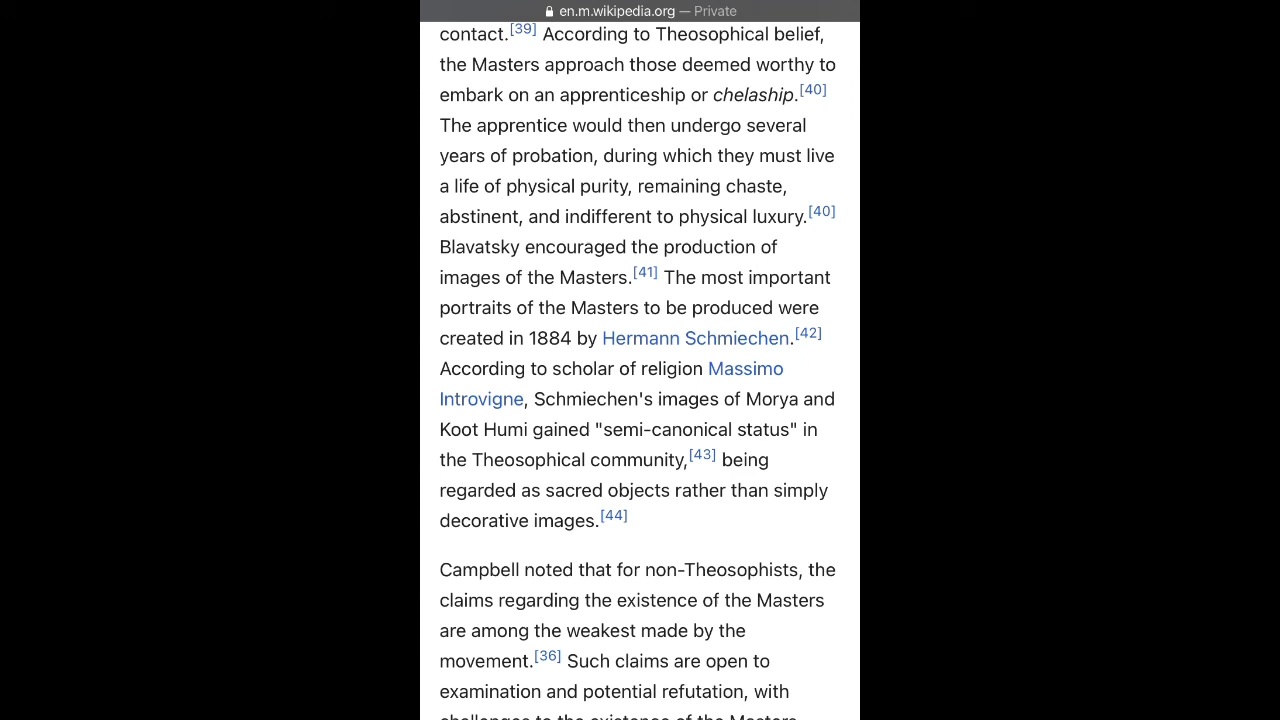 en.m.wikipedia.org — Private
contact.[39] According to Theosophical belief,
the Masters approach those deemed worthy to
embark on an apprenticeship or chelaship.[40]
The apprentice would then undergo several
years of probation, during which they must live
a life of physical purity, remaining chaste,
abstinent, and indifferent to physical luxury.[40]
Blavatsky encouraged the production of
images of the Masters.[41] The most important
portraits of the Masters to be produced were
created in 1884 by Hermann Schmiechen.[42]
According to scholar of religion Massimo
Introvigne, Schmiechen's images of Morya and
Koot Humi gained "semi-canonical status" in
the Theosophical community,[43] being
regarded as sacred objects rather than simply
decorative images.[44]
Campbell noted that for non-Theosophists, the
claims regarding the existence of the Masters
are among the weakest made by the
movement.[36] Such claims are open to
examination and potential refutation, with
challenges to the existence of the Masters